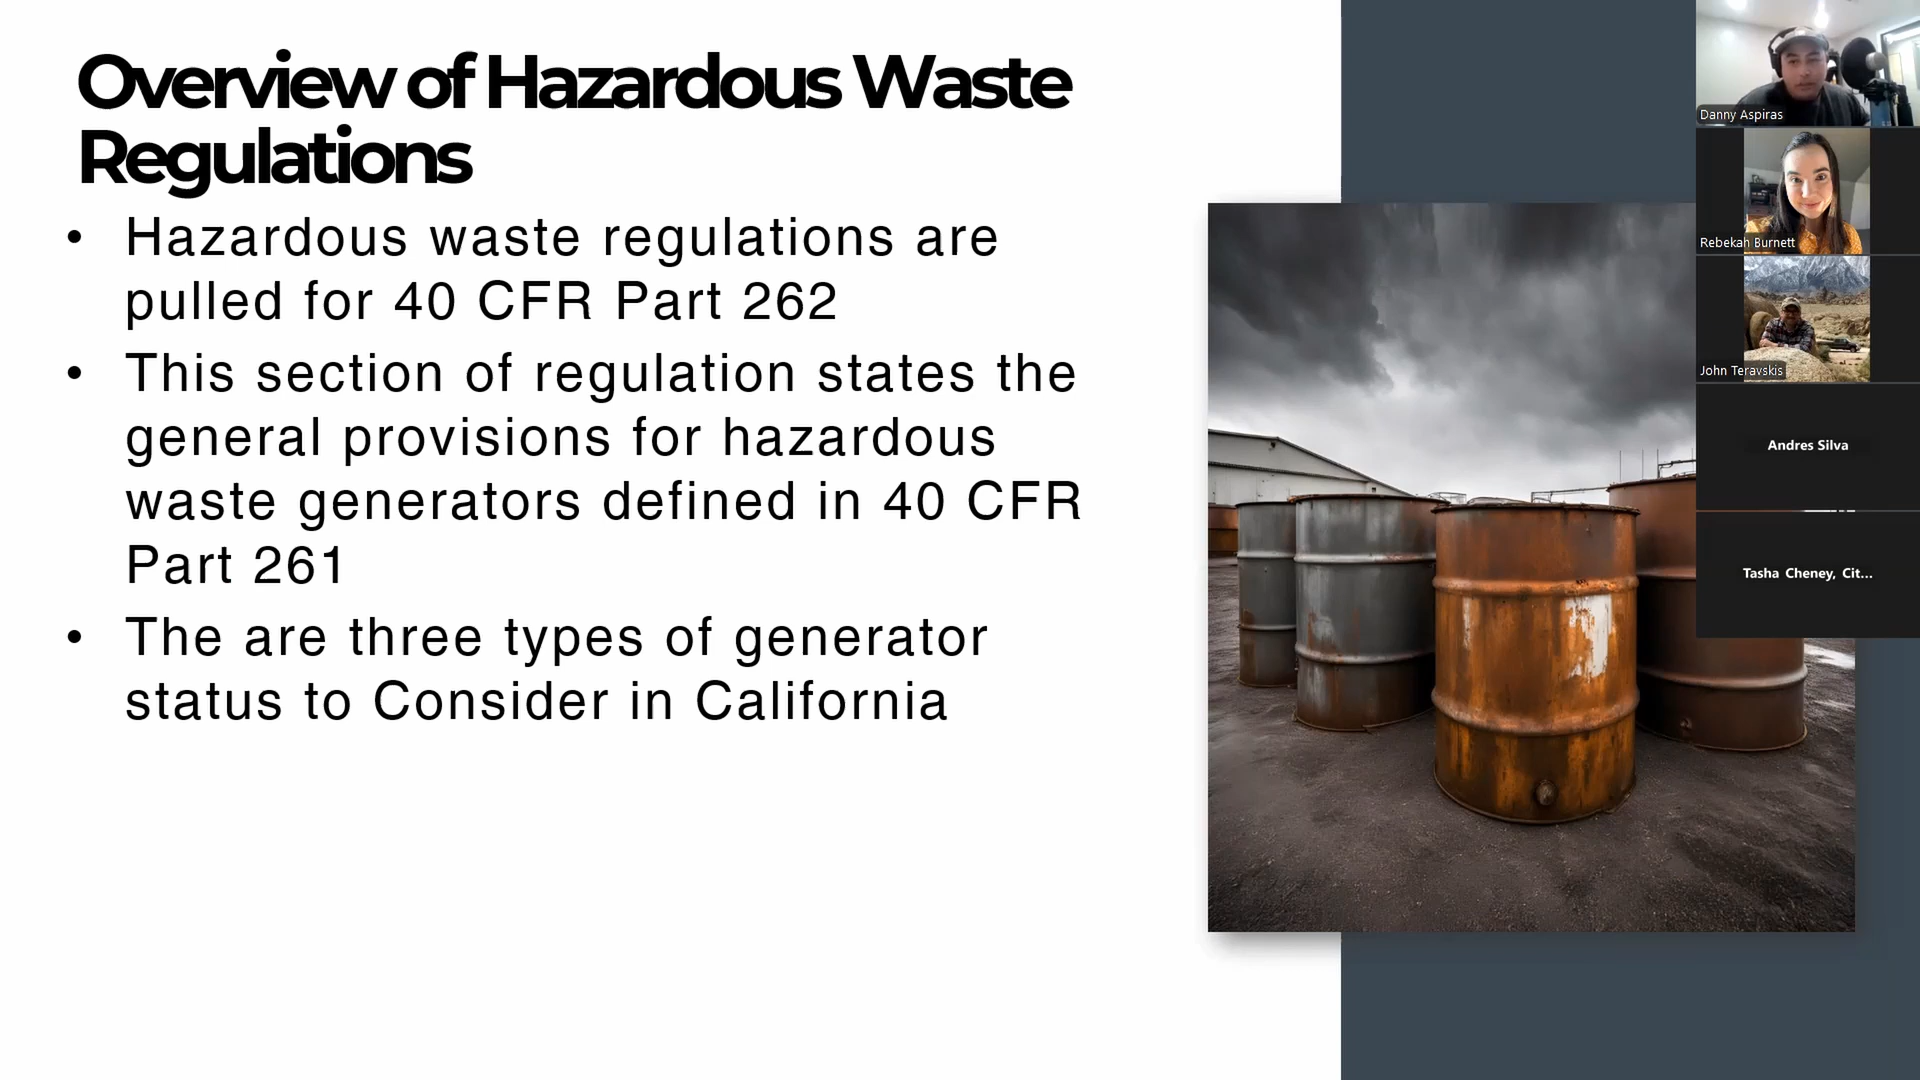 Overview of Hazardous Waste
Regulations
• Hazardous waste regulations are
pulled for 40 CFR Part 262
• This section of regulation states the
general provisions for hazardous
waste generators defined in 40 CFR
Part 261
• The are three types of generator
status to Consider in California
Danny Aspiras
Rebekah Burnett
John Teravskis
Andres Silva
Tasha Cheney, Cit...